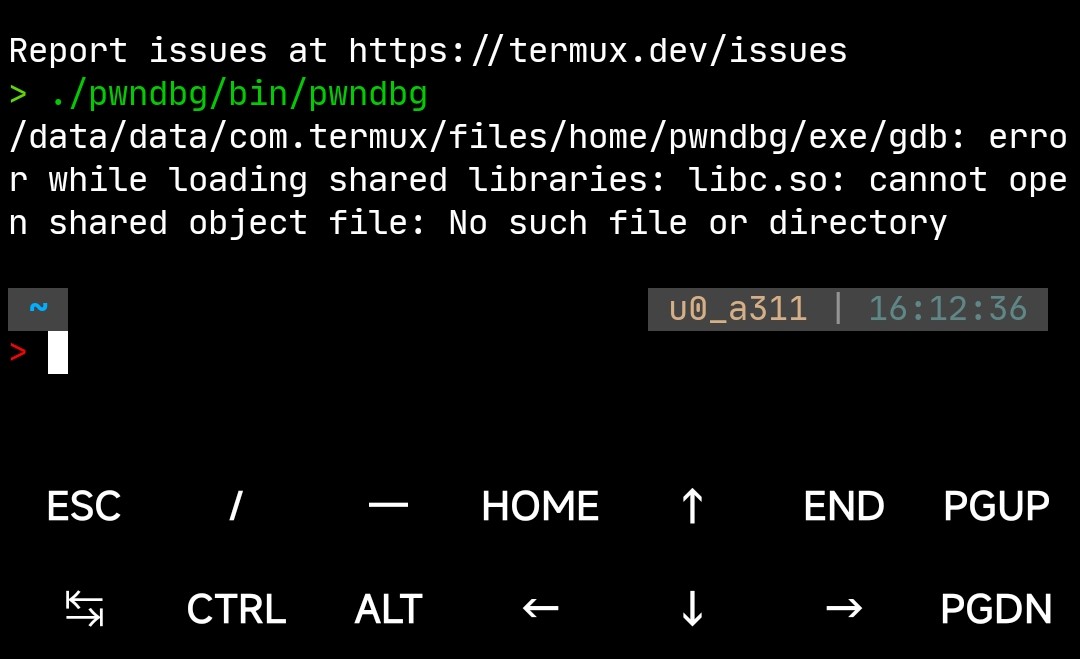 Report issues at https://termux.dev/issues
> ./pwndbg/bin/pwndbg
/data/data/com.termux/files/home/pwndbg/exe/gdb: erro
r while loading shared libraries: libc.so: cannot ope
n shared object file: No such file or directory
~ u0_a311 | 16:12:36
>
ESC / — HOME ↑ END PGUP
↹ CTRL ALT ← ↓ → PGDN